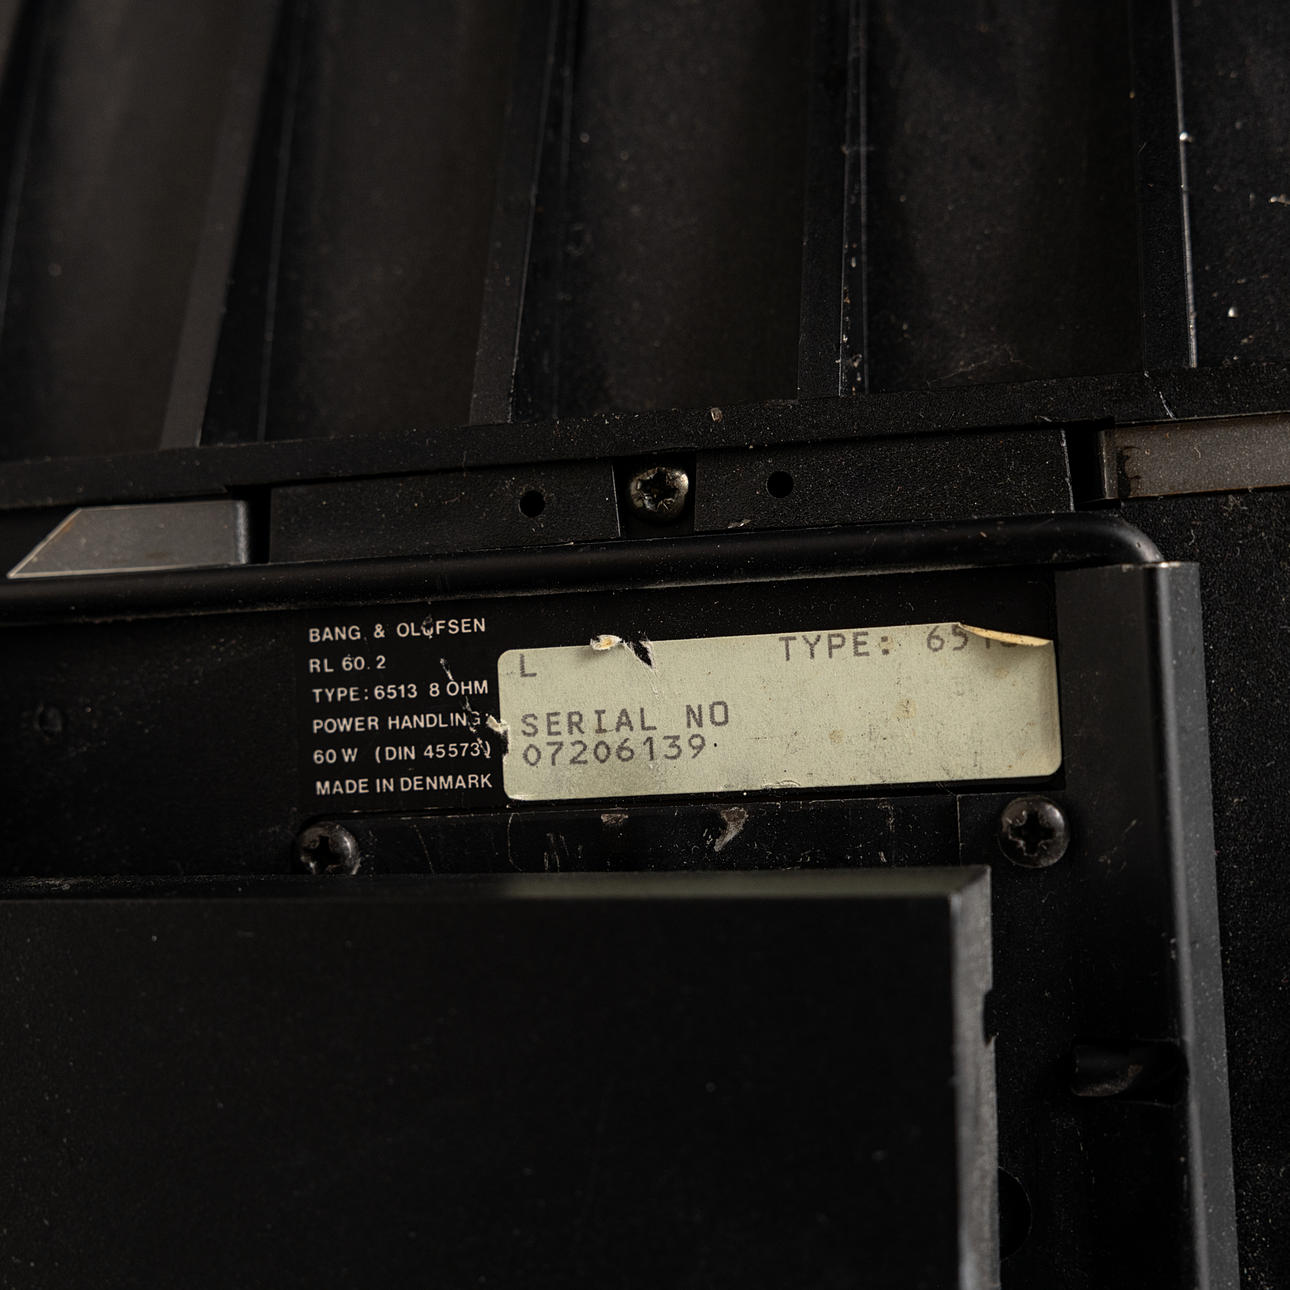 BANG & OLUFSEN
RL 60.2
TYPE:6513 8 OHM
POWER HANDLING:
60 W (DIN 45573)
MADE IN DENMARK
L TYPE: 6513
SERIAL NO
07206139